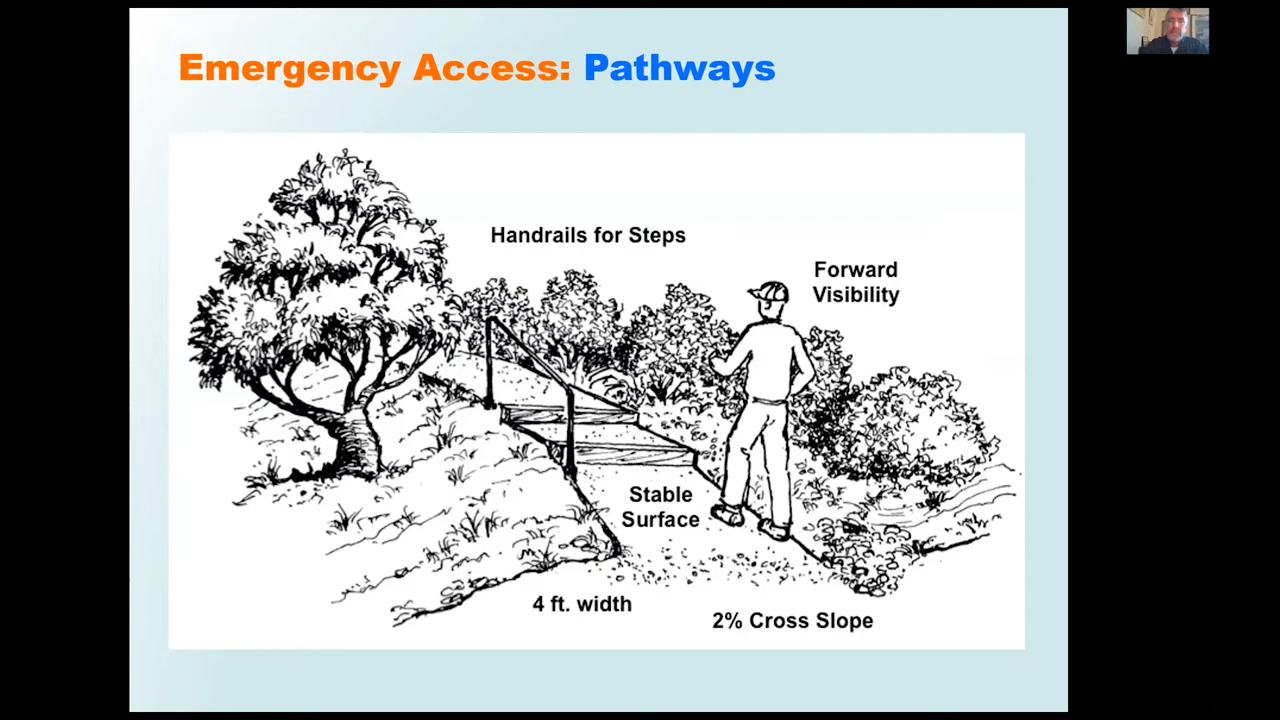 Emergency Access: Pathways
Handrails for Steps
Forward
Visibility
Stable
Surface
4 ft. width
2% Cross Slope